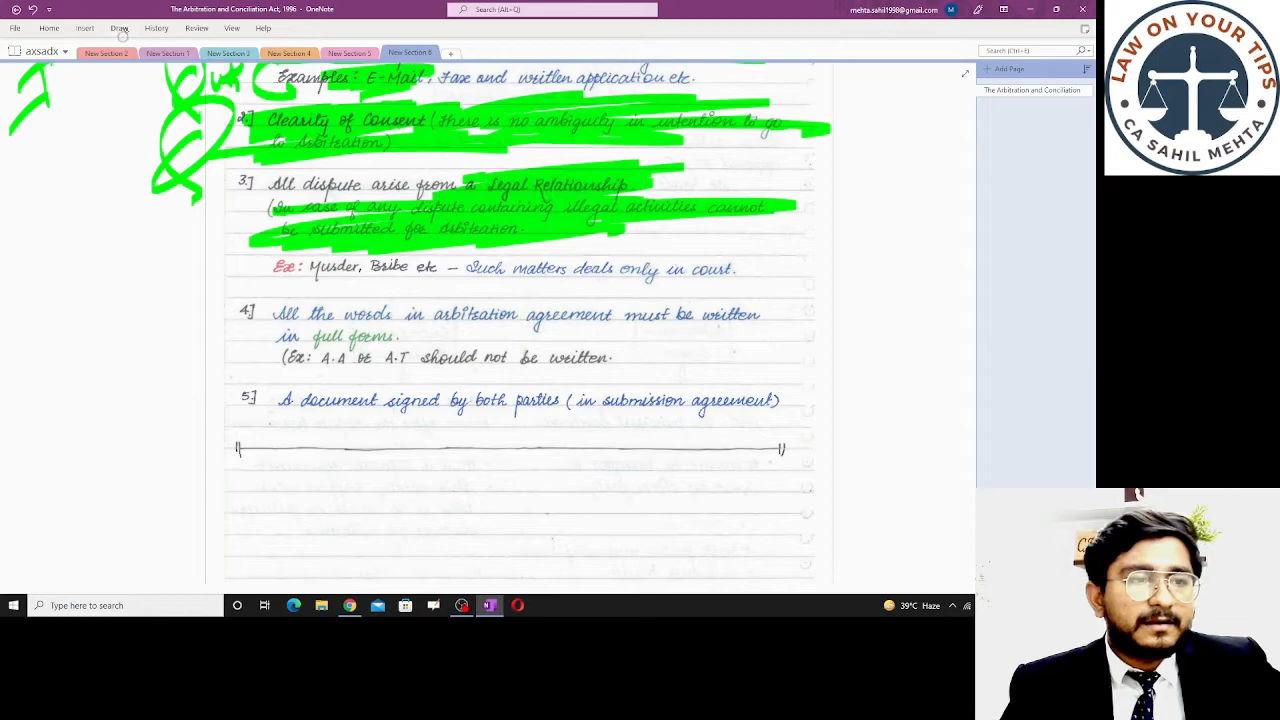 The Arbitration and Conciliation Act, 1996 - OneNote
Search (Alt+Q)
mehta.sahil1998@gmail.com M
File Home Insert Draw History Review View Help
axsadx New Section 2 New Section 1 New Section 3 New Section 4 New Section 5 New Section 6 +
Search (Ctrl+E)
Add Page
The Arbitration and Conciliation
Examples: E-Mail, Fax and written application etc.
2.] Clearity of Consent (There is no ambiguity in intention to go
to Arbitration)
3.] All dispute arise from a Legal Relationship.
(In case of any dispute containing illegal activities cannot
be submitted for Arbitration.
Ex: Murder, Bribe etc – Such matters deals only in court.
4.] All the words in arbitration agreement must be written
in full forms.
(Ex: A.A or A.T should not be written.
5.] A document signed by both parties (in submission agreement)
LAW ON YOUR TIPS
CA SAHIL MEHTA
Type here to search
39°C Haze